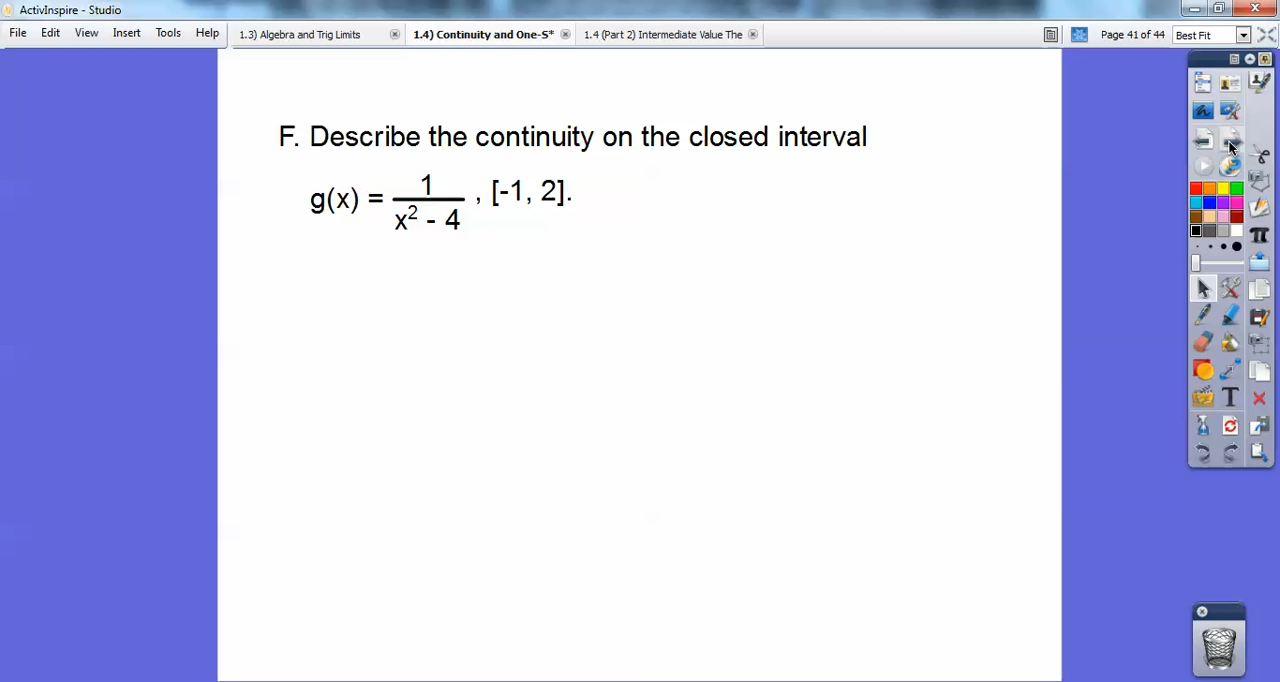 ActivInspire - Studio
File Edit View Insert Tools Help
1.3) Algebra and Trig Limits
1.4) Continuity and One-S*
1.4 (Part 2) Intermediate Value The
Page 41 of 44
Best Fit
F. Describe the continuity on the closed interval
g(x) = 1 / x² - 4 , [-1, 2].